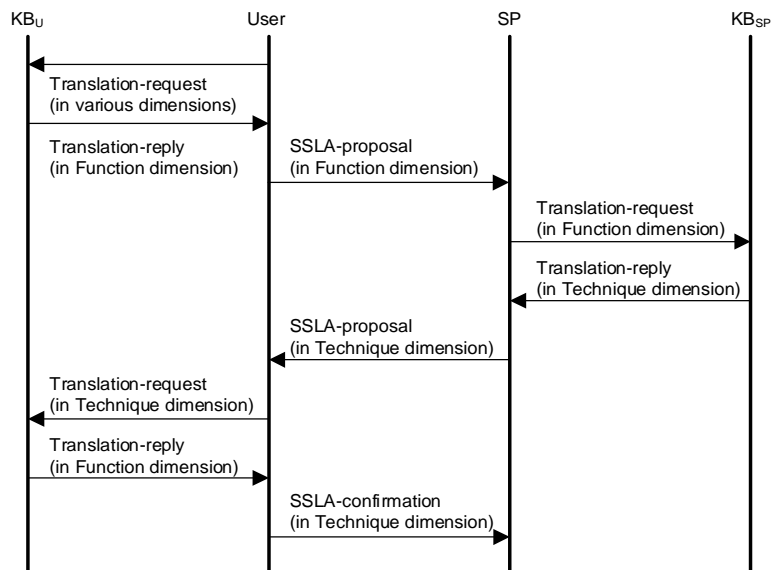 KBU User SP KBSP
Translation-request
(in various dimensions)
Translation-reply
(in Function dimension)
SSLA-proposal
(in Function dimension)
Translation-request
(in Function dimension)
Translation-reply
(in Technique dimension)
SSLA-proposal
(in Technique dimension)
Translation-request
(in Technique dimension)
Translation-reply
(in Function dimension)
SSLA-confirmation
(in Technique dimension)